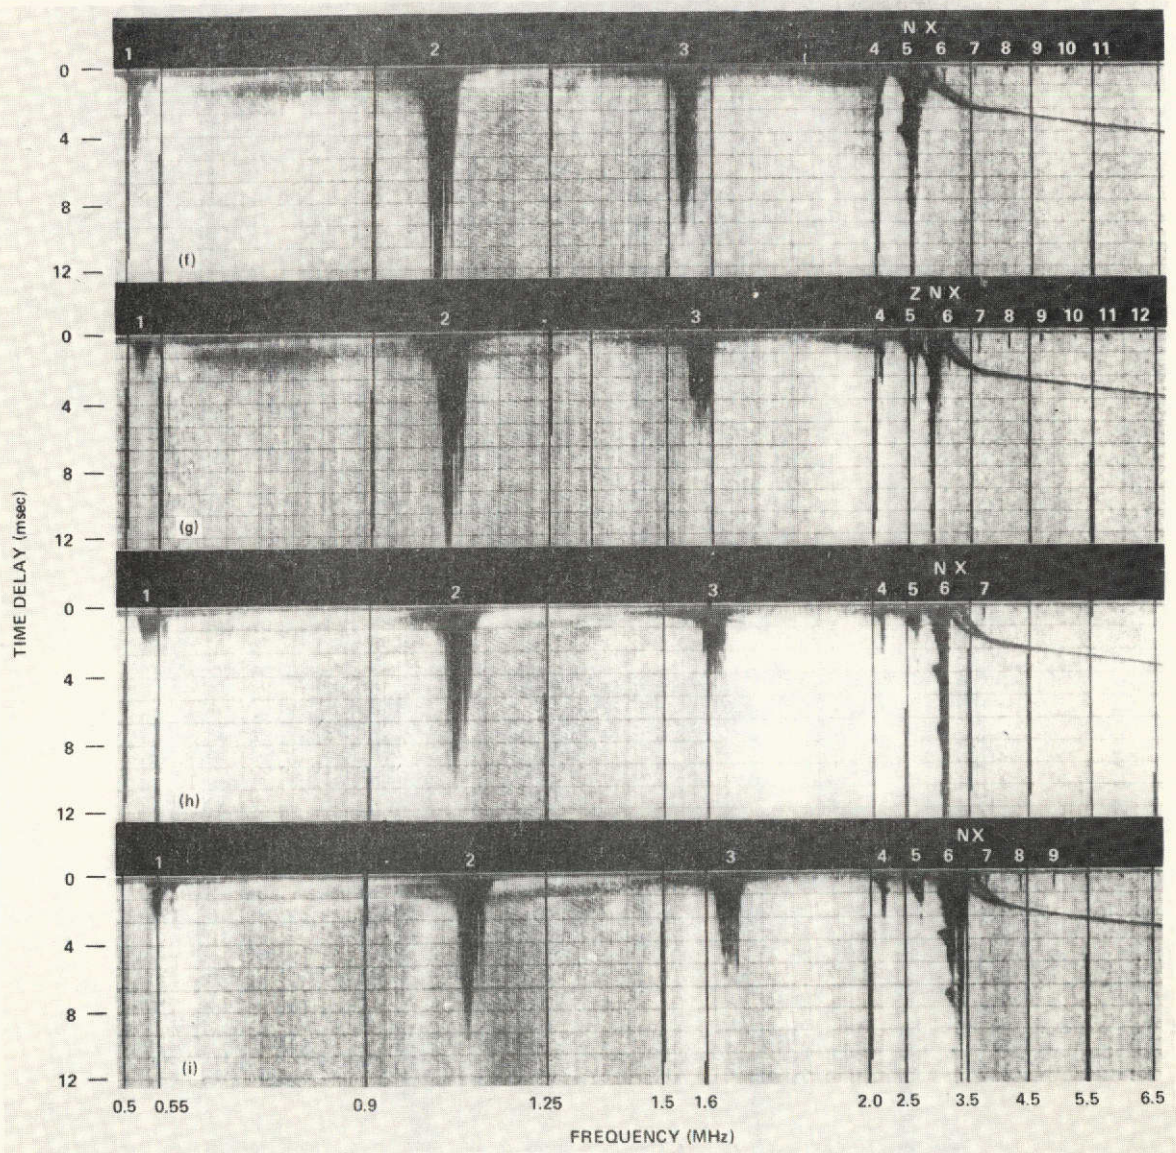 N X
1 2 3 4 5 6 7 8 9 10 11
0
4
8
(f)
12
Z N X
1 2 3 4 5 6 7 8 9 10 11 12
0
4
8
(g)
12
N X
1 2 3 4 5 6 7
0
4
8
(h)
12
NX
1 2 3 4 5 6 7 8 9
0
4
8
(i)
12
0.5 0.55 0.9 1.25 1.5 1.6 2.0 2.5 3.5 4.5 5.5 6.5
FREQUENCY (MHz)
TIME DELAY (msec)